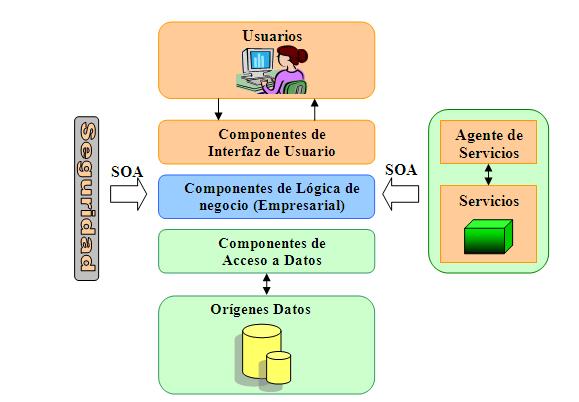 Usuarios
Componentes de
Interfaz de Usuario
Seguridad
SOA
Componentes de Lógica de
negocio (Empresarial)
SOA
Agente de
Servicios
Servicios
Componentes de
Acceso a Datos
Orígenes Datos